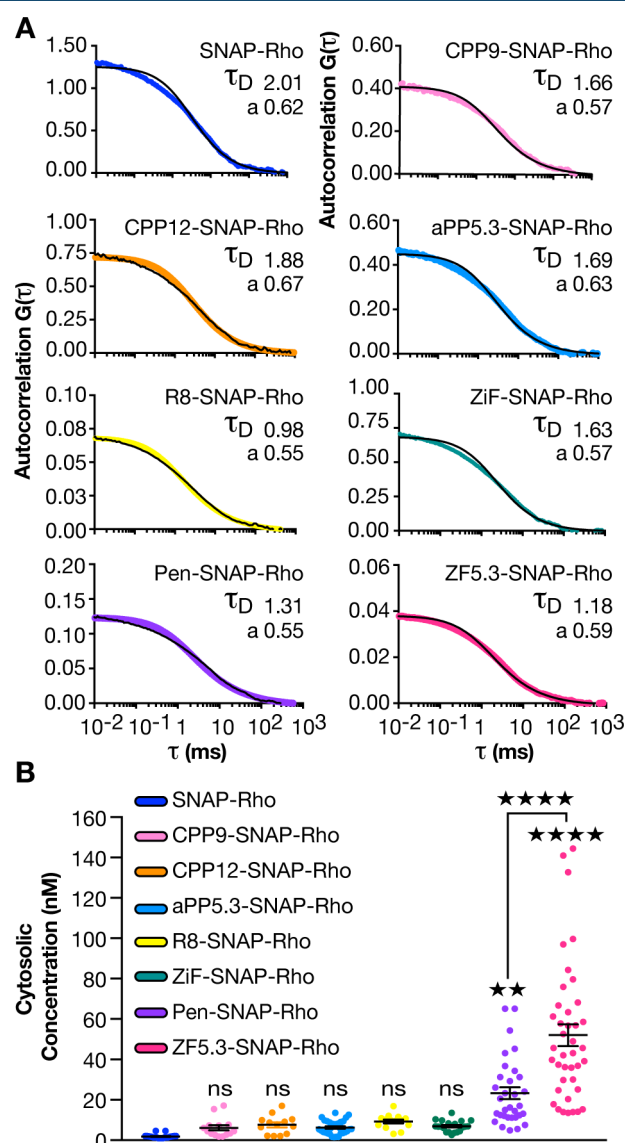 A
Autocorrelation G(τ)
Autocorrelation G(τ)
1.50
1.00
0.50
0.00
SNAP-Rho
τD 2.01
a 0.62
0.60
0.40
0.20
0.00
CPP9-SNAP-Rho
τD 1.66
a 0.57
1.00
0.75
0.50
0.25
0.00
CPP12-SNAP-Rho
τD 1.88
a 0.67
0.60
0.40
0.20
0.00
aPP5.3-SNAP-Rho
τD 1.69
a 0.63
0.10
0.08
0.05
0.03
0.00
R8-SNAP-Rho
τD 0.98
a 0.55
1.00
0.75
0.50
0.25
0.00
ZiF-SNAP-Rho
τD 1.63
a 0.57
0.20
0.15
0.10
0.05
0.00
Pen-SNAP-Rho
τD 1.31
a 0.55
10-2 10-1 1 10 102 103
τ (ms)
0.06
0.04
0.02
0.00
ZF5.3-SNAP-Rho
τD 1.18
a 0.59
10-2 10-1 1 10 102 103
τ (ms)
B
Cytosolic
Concentration (nM)
160
140
120
100
80
60
40
20
0
SNAP-Rho
CPP9-SNAP-Rho
CPP12-SNAP-Rho
aPP5.3-SNAP-Rho
R8-SNAP-Rho
ZiF-SNAP-Rho
Pen-SNAP-Rho
ZF5.3-SNAP-Rho
★★★★
★★★★
★★
ns ns ns ns ns